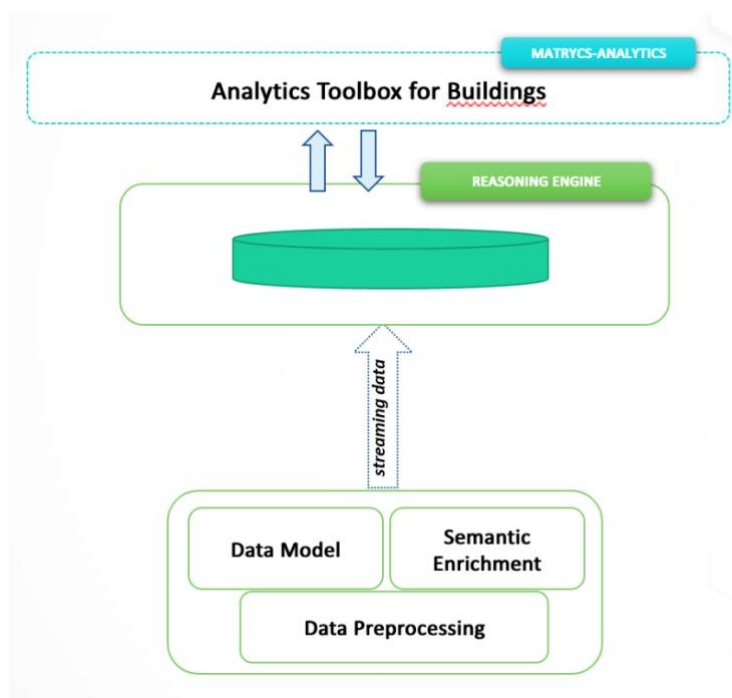 MATRYCS-ANALYTICS
Analytics Toolbox for Buildings
REASONING ENGINE
streaming data
Data Model
Semantic
Enrichment
Data Preprocessing